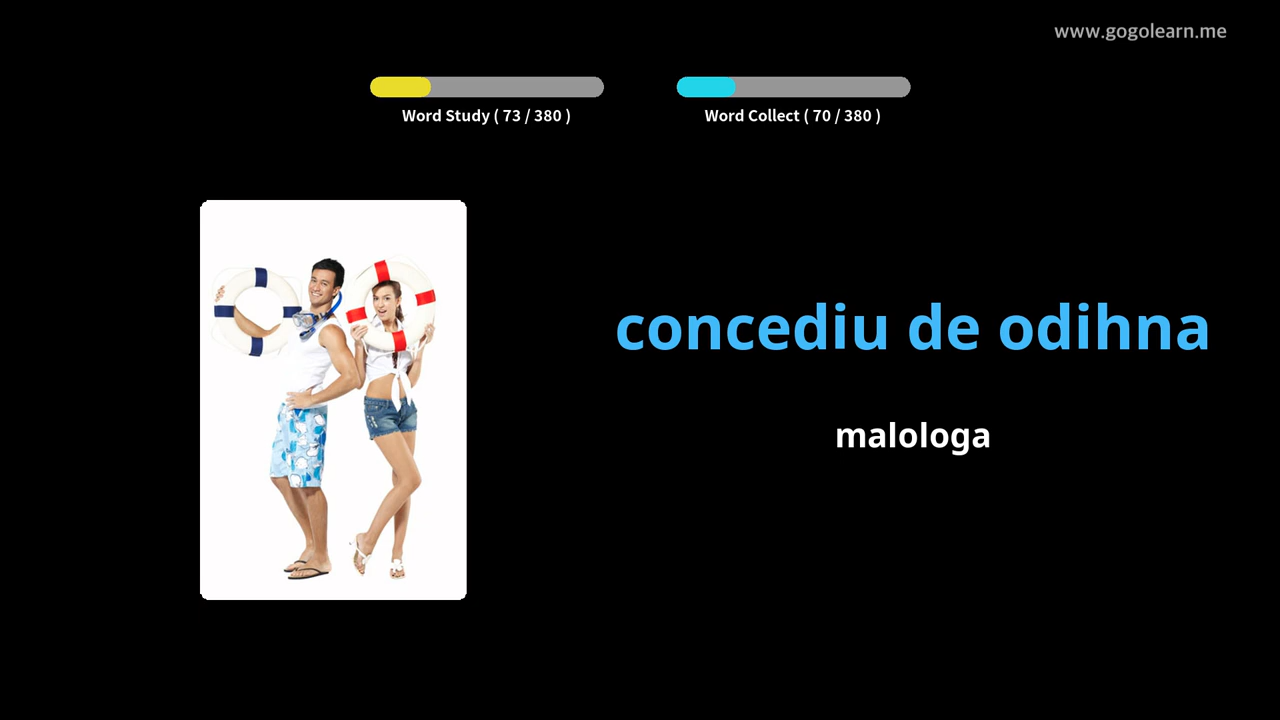 www.gogolearn.me
Word Study ( 73 / 380 )
Word Collect ( 70 / 380 )
concediu de odihna
malologa